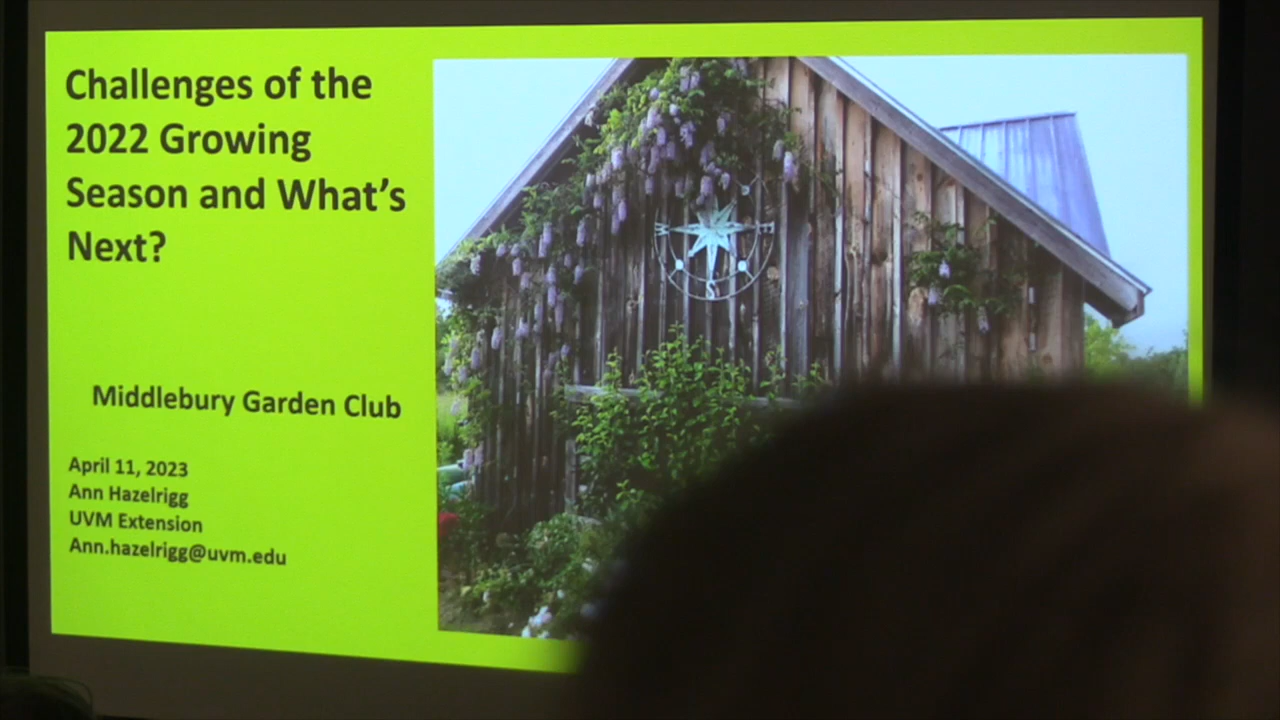 Challenges of the
2022 Growing
Season and What's
Next?
Middlebury Garden Club
April 11, 2023
Ann Hazelrigg
UVM Extension
Ann.hazelrigg@uvm.edu
W
S